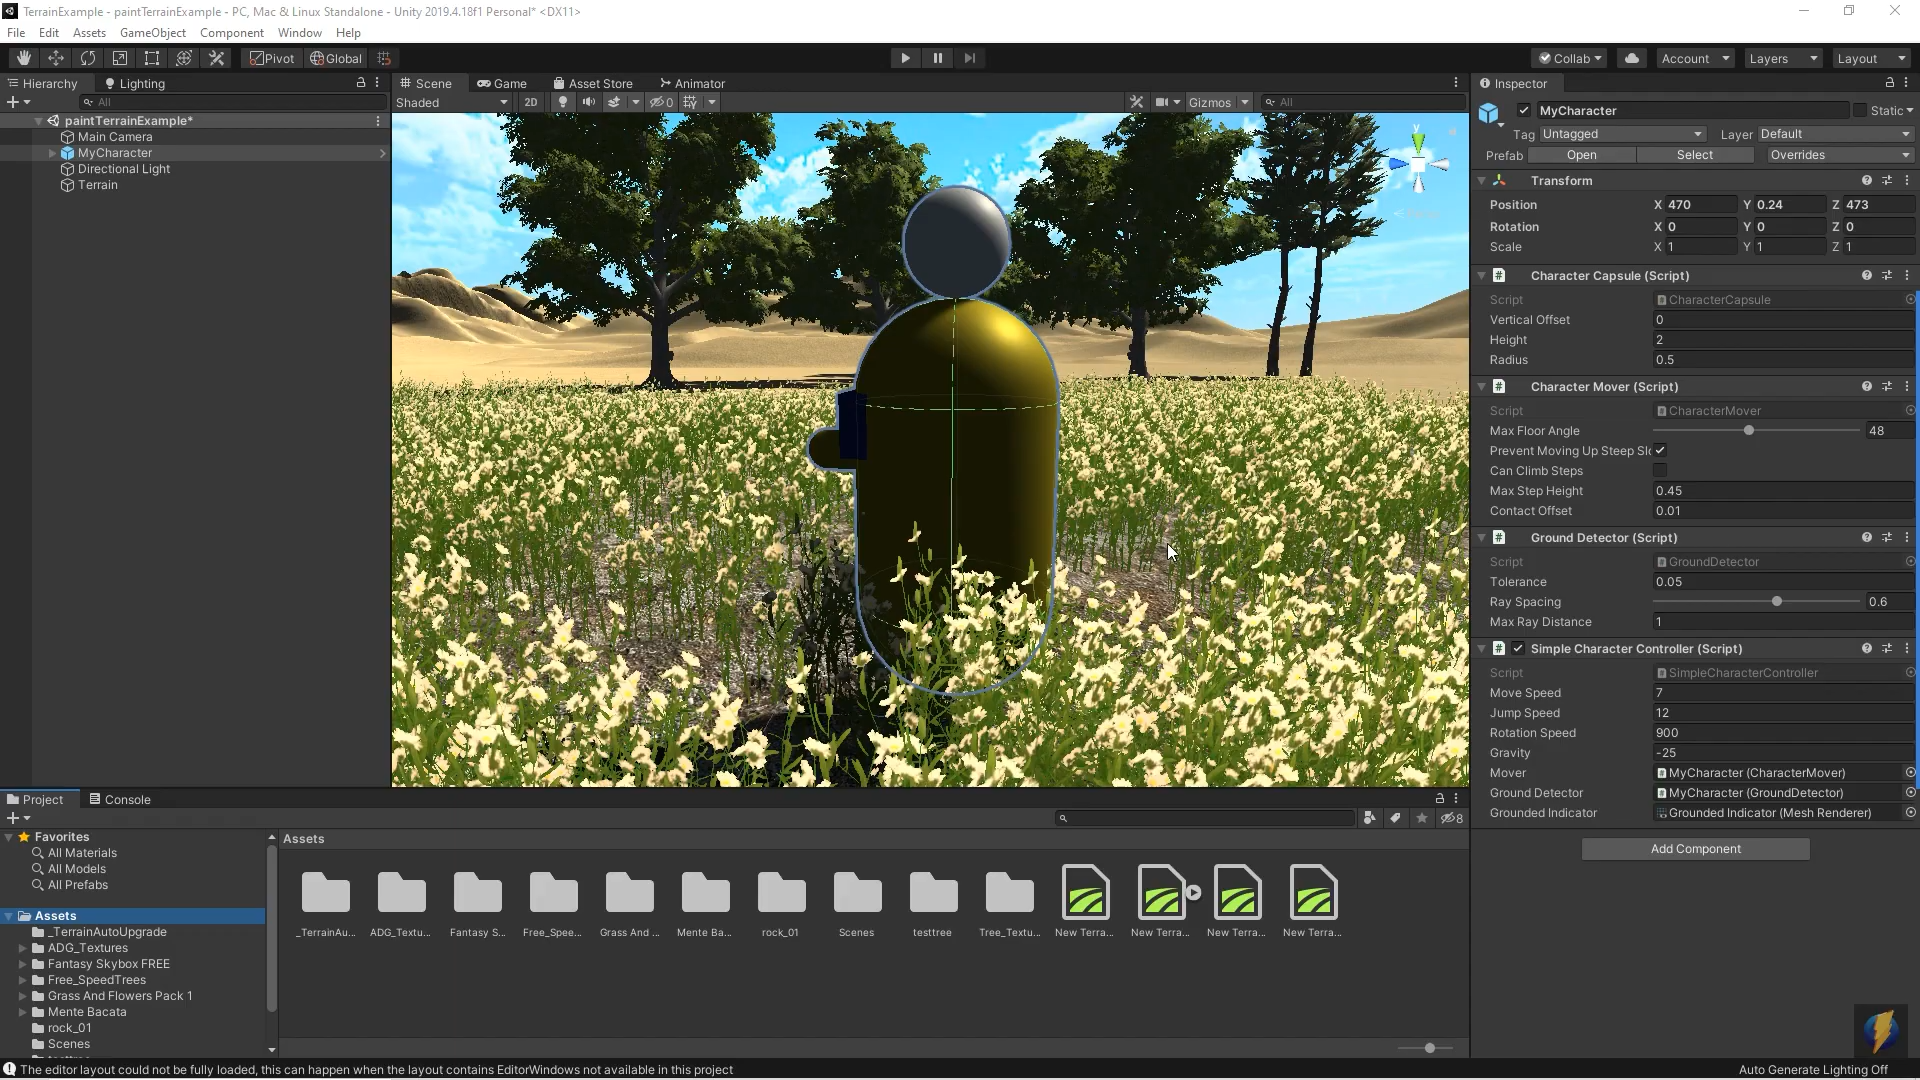 TerrainExample - paintTerrainExample - PC, Mac & Linux Standalone - Unity 2019.4.18f1 Personal* <DX11>
File Edit Assets GameObject Component Window Help
Pivot Global Collab Account Layers Layout
Hierarchy Lighting
All
paintTerrainExample*
Main Camera
MyCharacter
Directional Light
Terrain
Scene Game Asset Store Animator
Shaded 2D 0 Gizmos All
y
Inspector
MyCharacter Static
Tag Untagged Layer Default
Prefab Open Select Overrides
Transform
Position X 470 Y 0.24 Z 473
Rotation X 0 Y 0 Z 0
Scale X 1 Y 1 Z 1
# Character Capsule (Script)
Script CharacterCapsule
Vertical Offset 0
Height 2
Radius 0.5
# Character Mover (Script)
Script CharacterMover
Max Floor Angle 48
Prevent Moving Up Steep Slo
Can Climb Steps
Max Step Height 0.45
Contact Offset 0.01
# Ground Detector (Script)
Script GroundDetector
Tolerance 0.05
Ray Spacing 0.6
Max Ray Distance 1
# Simple Character Controller (Script)
Script SimpleCharacterController
Move Speed 7
Jump Speed 12
Rotation Speed 900
Gravity -25
Mover MyCharacter (CharacterMover)
Ground Detector MyCharacter (GroundDetector)
Grounded Indicator Grounded Indicator (Mesh Renderer)
Add Component
Project Console
8
Favorites
All Materials
All Models
All Prefabs
Assets
_TerrainAutoUpgrade
ADG_Textures
Fantasy Skybox FREE
Free_SpeedTrees
Grass And Flowers Pack 1
Mente Bacata
rock_01
Scenes
Assets
_TerrainAu... ADG_Textu... Fantasy S... Free_Spee... Grass And ... Mente Ba... rock_01 Scenes testtree Tree_Textu... New Terra... New Terra... New Terra... New Terra...
The editor layout could not be fully loaded, this can happen when the layout contains EditorWindows not available in this project
Auto Generate Lighting Off